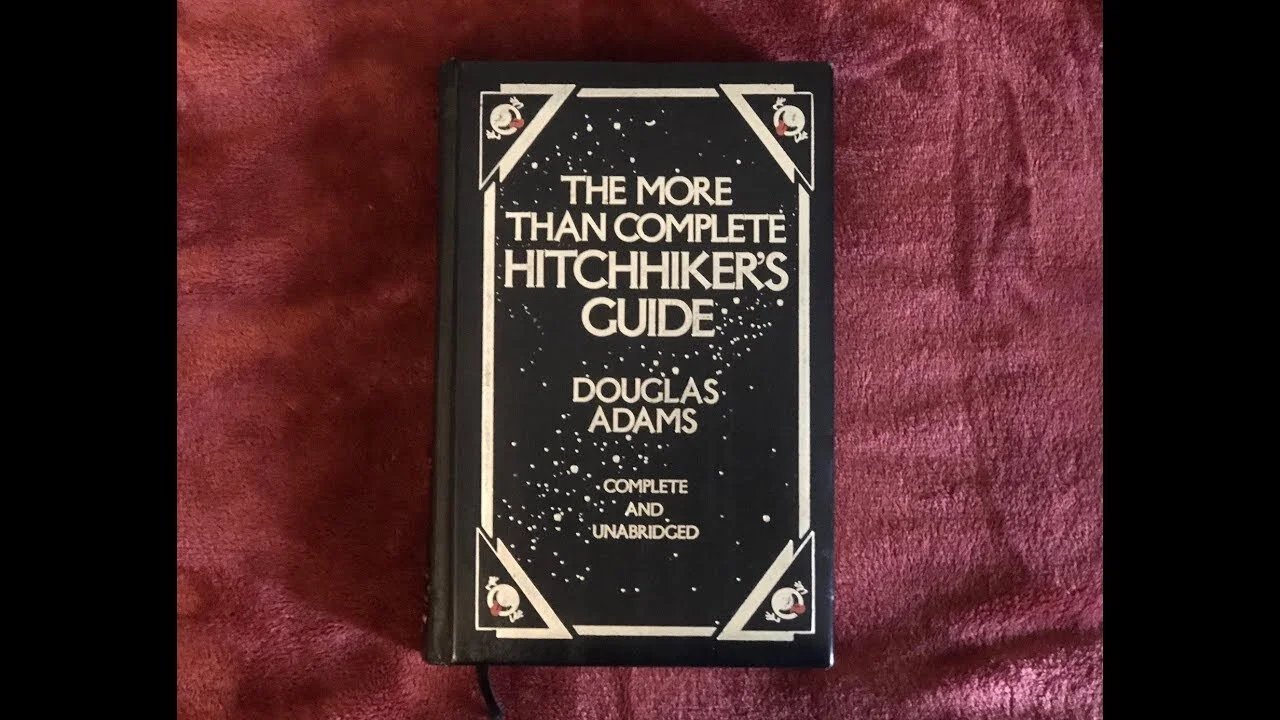 THE MORE
THAN COMPLETE
HITCHHIKER'S
GUIDE
DOUGLAS
ADAMS
COMPLETE
AND
UNABRIDGED